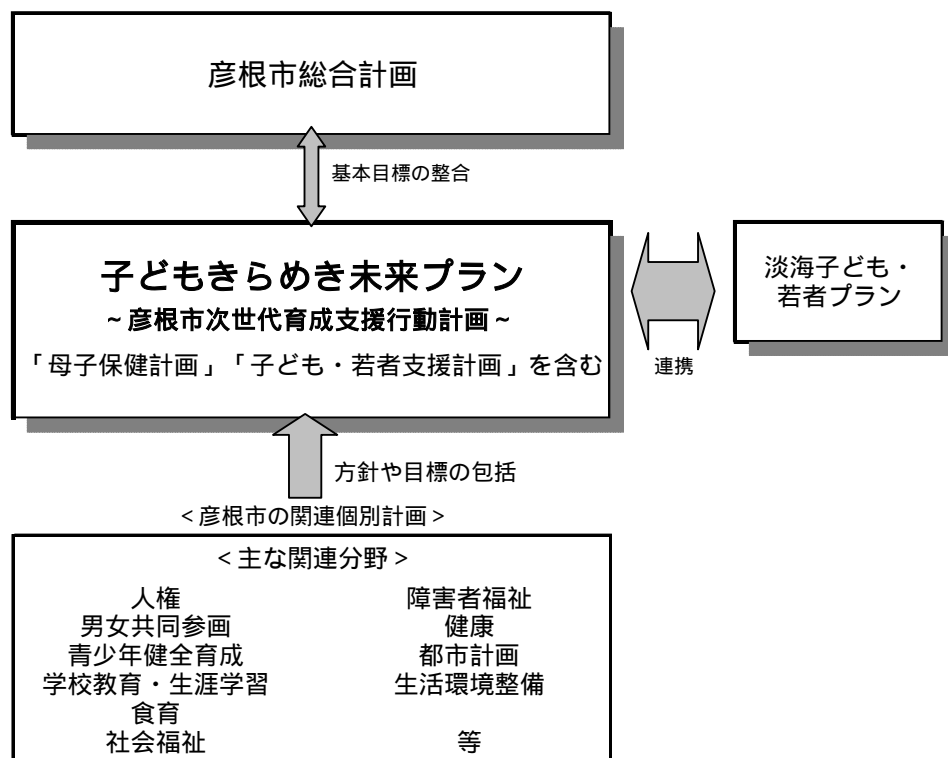 彦根市総合計画
基本目標の整合
子どもきらめき未来プラン
~彦根市次世代育成支援行動計画~
「母子保健計画」「子ども・若者支援計画」を含む
淡海子ども・
若者プラン
連携
方針や目標の包括
<彦根市の関連個別計画>
<主な関連分野>
人権
男女共同参画
青少年健全育成
学校教育・生涯学習
食育
社会福祉
障害者福祉
健康
都市計画
生活環境整備
等